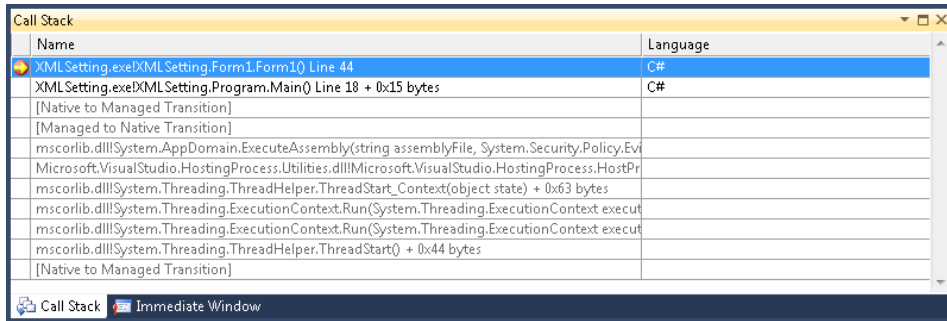 Call Stack
Name Language
XMLSetting.exe!XMLSetting.Form1.Form1() Line 44 C#
XMLSetting.exe!XMLSetting.Program.Main() Line 18 + 0x15 bytes C#
[Native to Managed Transition]
[Managed to Native Transition]
mscorlib.dll!System.AppDomain.ExecuteAssembly(string assemblyFile, System.Security.Policy.Evi
Microsoft.VisualStudio.HostingProcess.Utilities.dll!Microsoft.VisualStudio.HostingProcess.HostPr
mscorlib.dll!System.Threading.ThreadHelper.ThreadStart_Context(object state) + 0x63 bytes
mscorlib.dll!System.Threading.ExecutionContext.Run(System.Threading.ExecutionContext execut
mscorlib.dll!System.Threading.ExecutionContext.Run(System.Threading.ExecutionContext execut
mscorlib.dll!System.Threading.ThreadHelper.ThreadStart() + 0x44 bytes
[Native to Managed Transition]
Call Stack Immediate Window